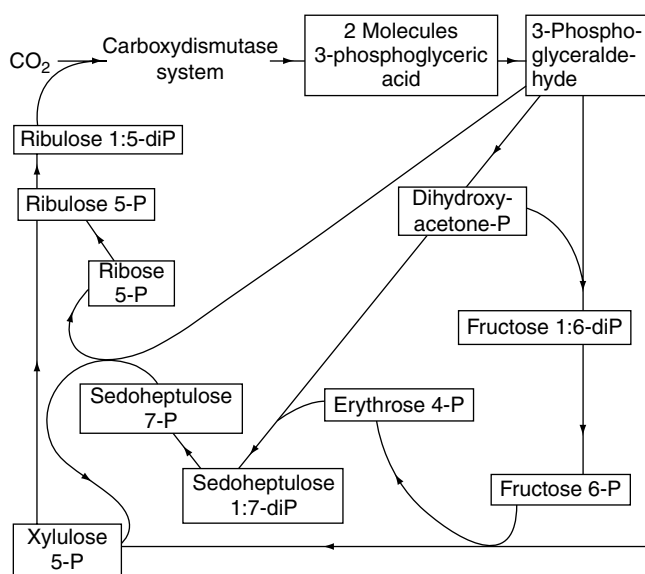 CO2
Carboxydismutase
system
2 Molecules
3-phosphoglyceric
acid
3-Phospho-
glyceralde-
hyde
Ribulose 1:5-diP
Ribulose 5-P
Dihydroxy-
acetone-P
Ribose
5-P
Fructose 1:6-diP
Sedoheptulose
7-P
Erythrose 4-P
Sedoheptulose
1:7-diP
Fructose 6-P
Xylulose
5-P